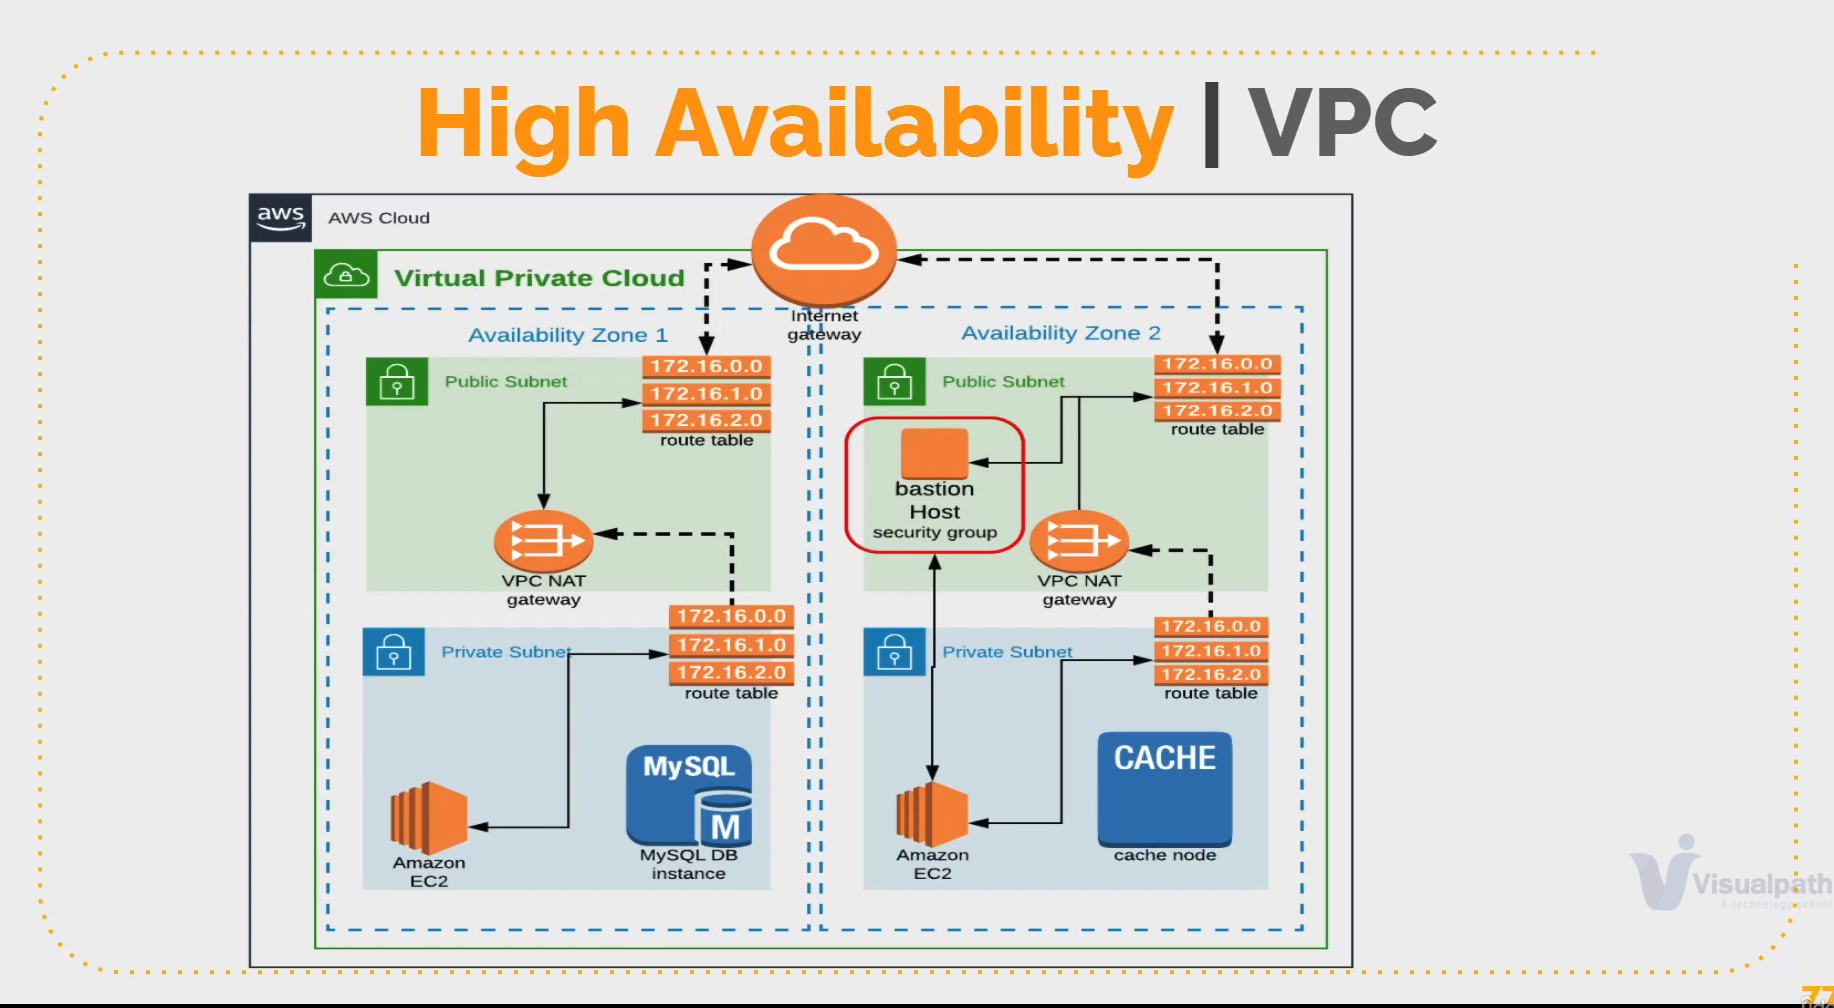 High Availability | VPC
aws
AWS Cloud
Virtual Private Cloud
Internet
gateway
Availability Zone 1
Public Subnet
172.16.0.0
172.16.1.0
172.16.2.0
route table
VPC NAT
gateway
Private Subnet
172.16.0.0
172.16.1.0
172.16.2.0
route table
Amazon
EC2
MySQL
M
MySQL DB
instance
Availability Zone 2
Public Subnet
172.16.0.0
172.16.1.0
172.16.2.0
route table
bastion
Host
security group
VPC NAT
gateway
Private Subnet
172.16.0.0
172.16.1.0
172.16.2.0
route table
Amazon
EC2
CACHE
cache node
Visualpath
A technology school